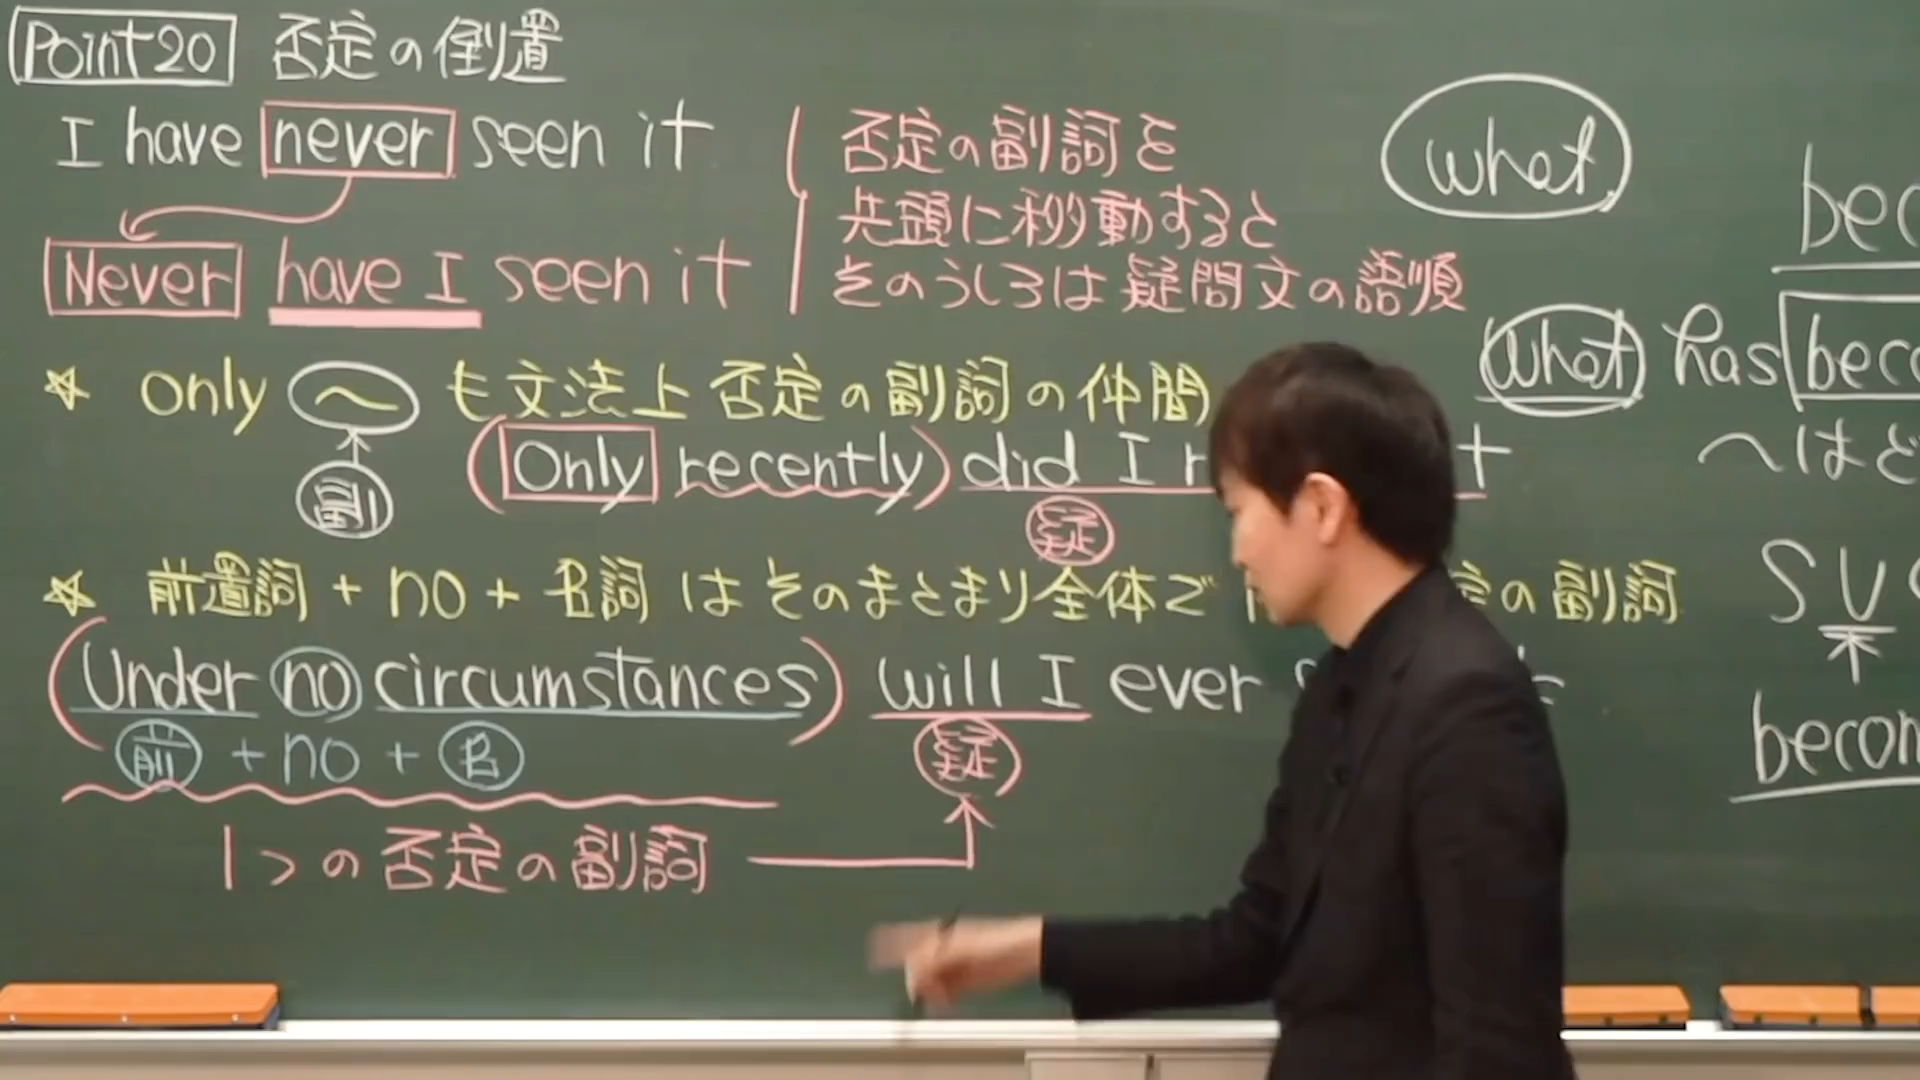 Point20 否定の倒置
I have never seen it
Never have I seen it
否定の副詞を
先頭に移動すると
そのうしろは疑問文の語順
☆ only 〜 も文法上否定の副詞の仲間
副
(Only recently) did I
疑
☆ 前置詞 + no + 名詞 はそのまとまり全体で
の副詞
(Under no circumstances) will I ever
前 + no + 名
疑
1つの否定の副詞
what
what has
〜は
S V